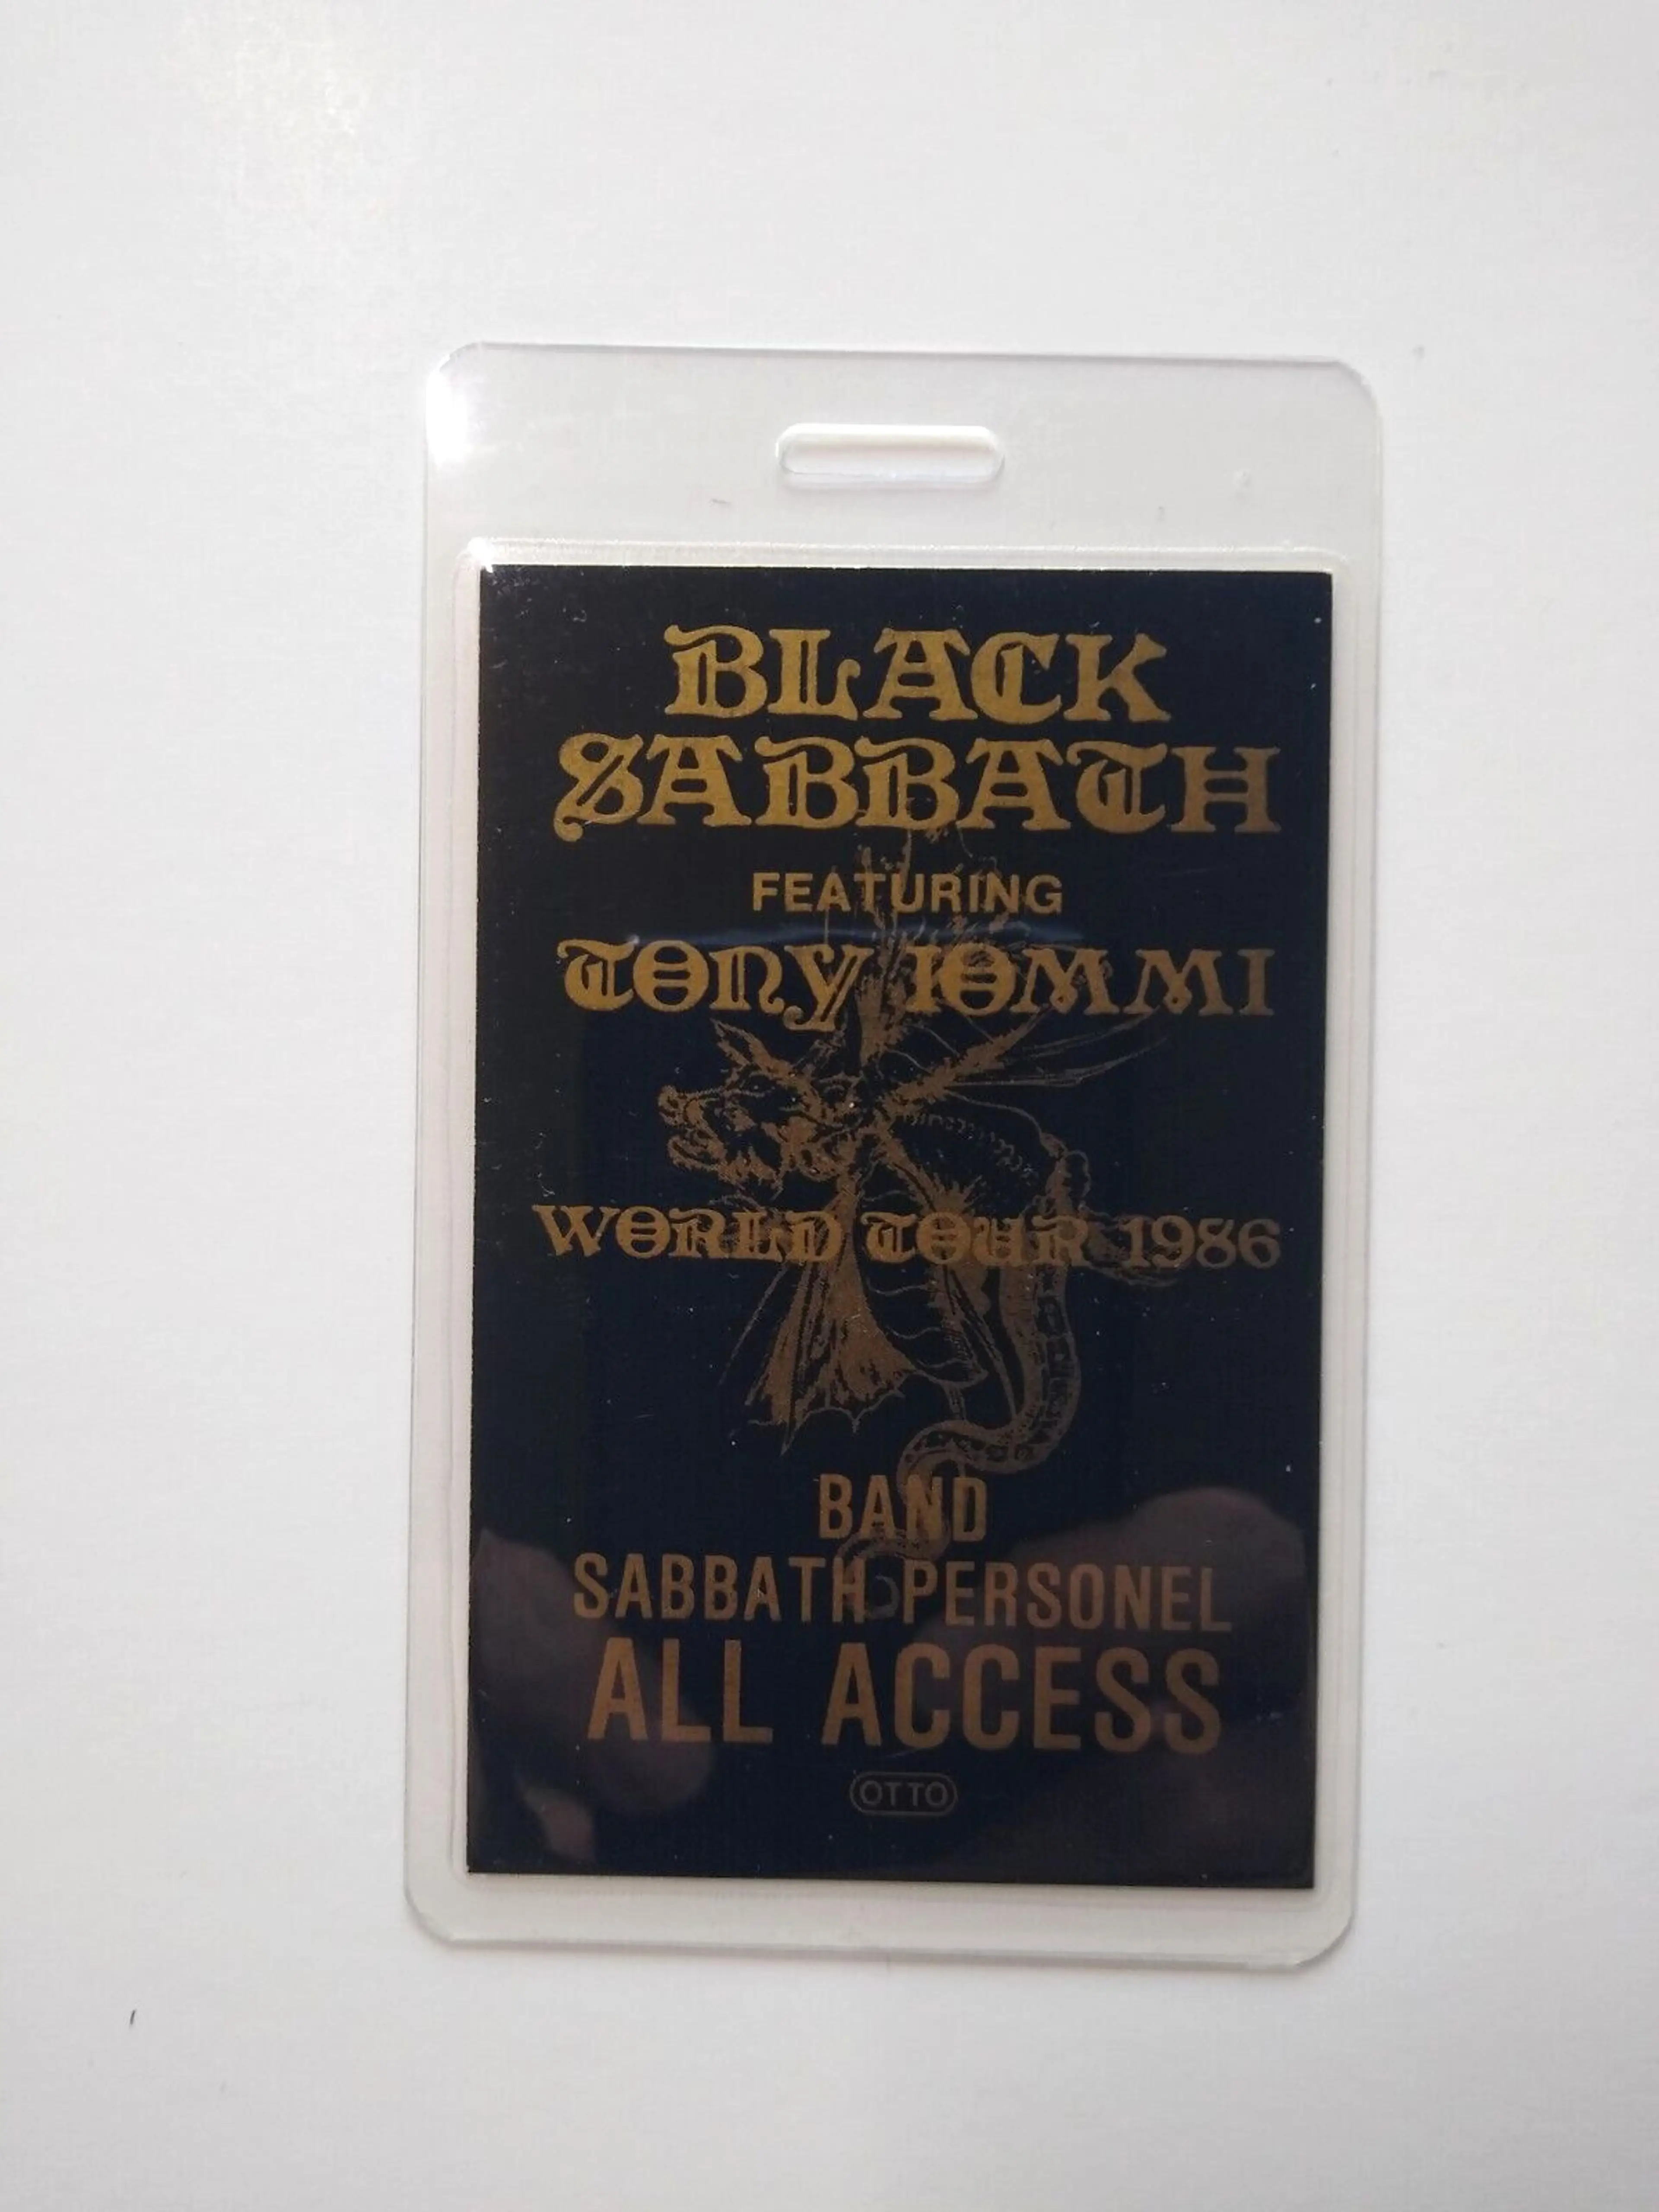 BLACK
SABBATH
FEATURING
TONY IOMMI
WORLD TOUR 1986
BAND
SABBATH PERSONEL
ALL ACCESS
OTTO